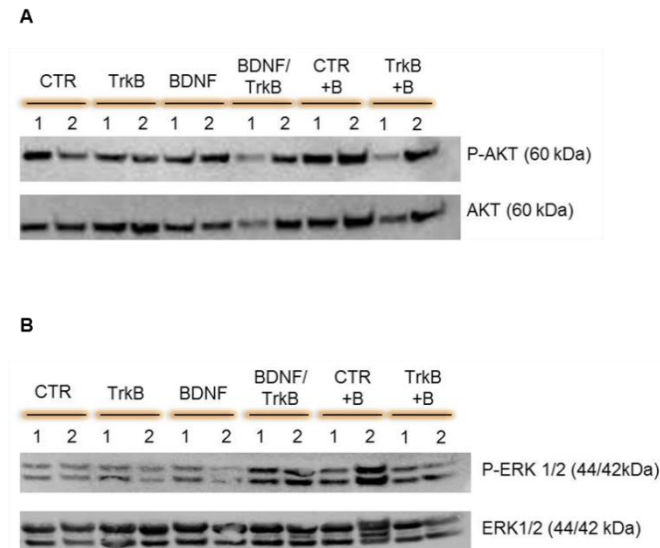 A
CTR TrkB BDNF BDNF/ TrkB CTR +B TrkB +B
1 2 1 2 1 2 1 2 1 2 1 2
P-AKT (60 kDa)
AKT (60 kDa)
B
CTR TrkB BDNF BDNF/ TrkB CTR +B TrkB +B
1 2 1 2 1 2 1 2 1 2 1 2
P-ERK 1/2 (44/42kDa)
ERK1/2 (44/42 kDa)